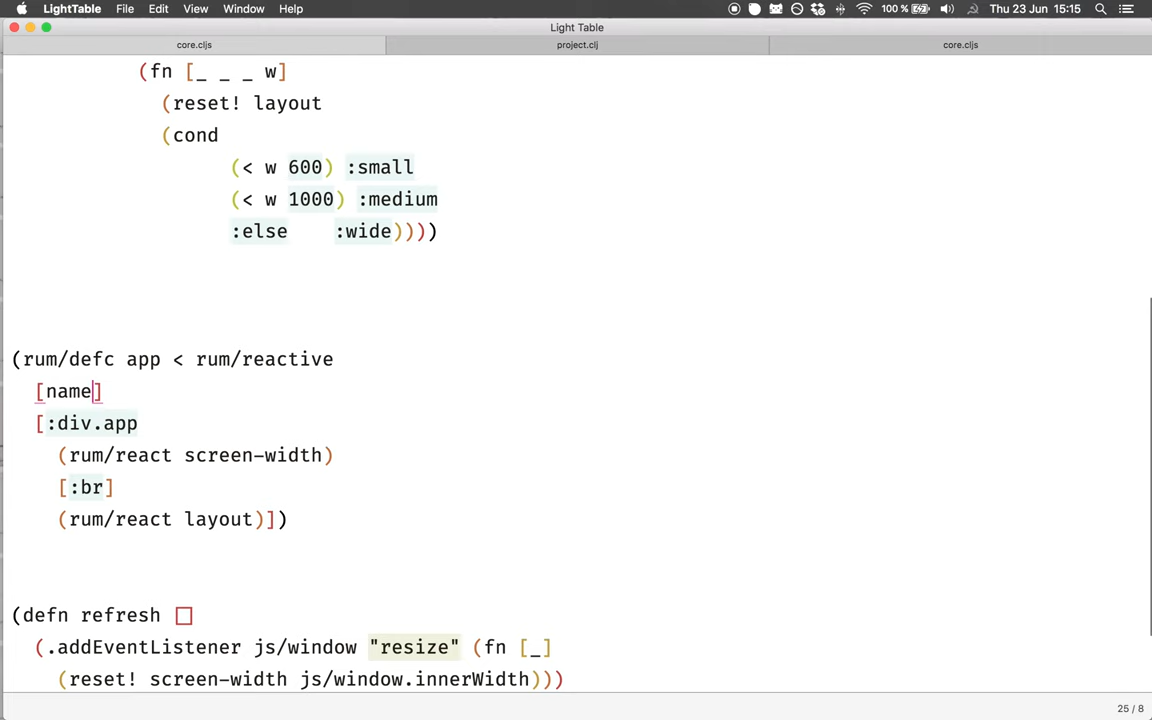 LightTable File Edit View Window Help 100 % Thu 23 Jun 15:15
Light Table
core.cljs project.clj core.cljs
(fn [_ _ _ w]
(reset! layout
(cond
(< w 600) :small
(< w 1000) :medium
:else :wide))))
(rum/defc app < rum/reactive
[name]
[:div.app
(rum/react screen-width)
[:br]
(rum/react layout)])
(defn refresh []
(.addEventListener js/window "resize" (fn [_]
(reset! screen-width js/window.innerWidth)))
25 / 8